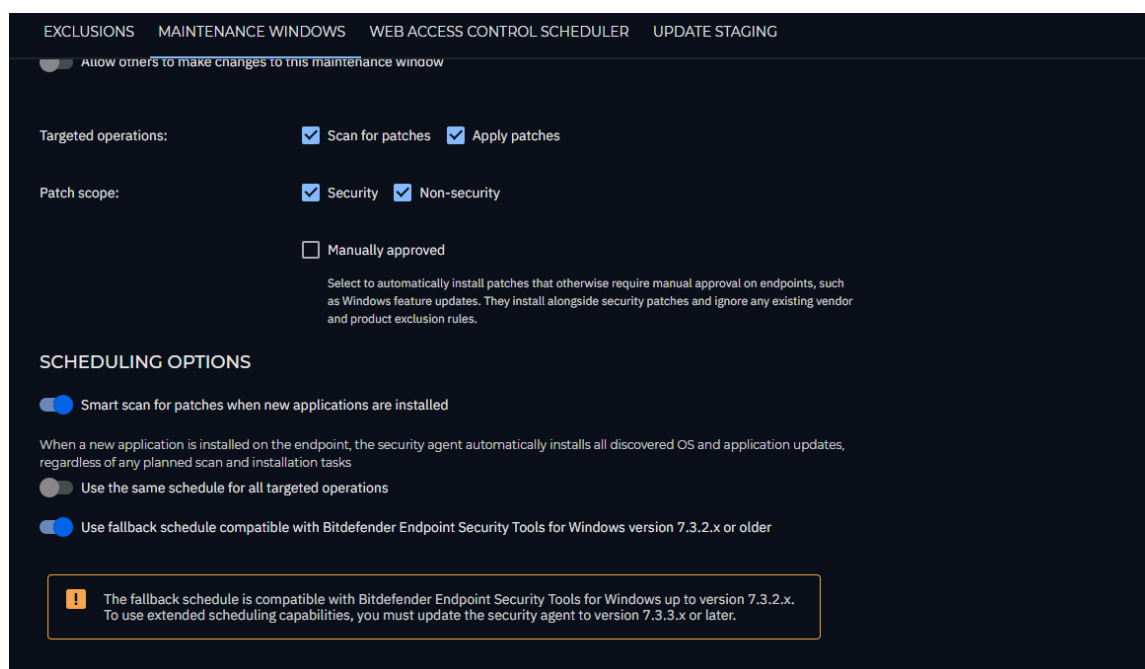 EXCLUSIONS MAINTENANCE WINDOWS WEB ACCESS CONTROL SCHEDULER UPDATE STAGING
Allow others to make changes to this maintenance window
Targeted operations: Scan for patches Apply patches
Patch scope: Security Non-security
Manually approved
Select to automatically install patches that otherwise require manual approval on endpoints, such
as Windows feature updates. They install alongside security patches and ignore any existing vendor
and product exclusion rules.
SCHEDULING OPTIONS
Smart scan for patches when new applications are installed
When a new application is installed on the endpoint, the security agent automatically installs all discovered OS and application updates,
regardless of any planned scan and installation tasks
Use the same schedule for all targeted operations
Use fallback schedule compatible with Bitdefender Endpoint Security Tools for Windows version 7.3.2.x or older
! The fallback schedule is compatible with Bitdefender Endpoint Security Tools for Windows up to version 7.3.2.x.
To use extended scheduling capabilities, you must update the security agent to version 7.3.3.x or later.